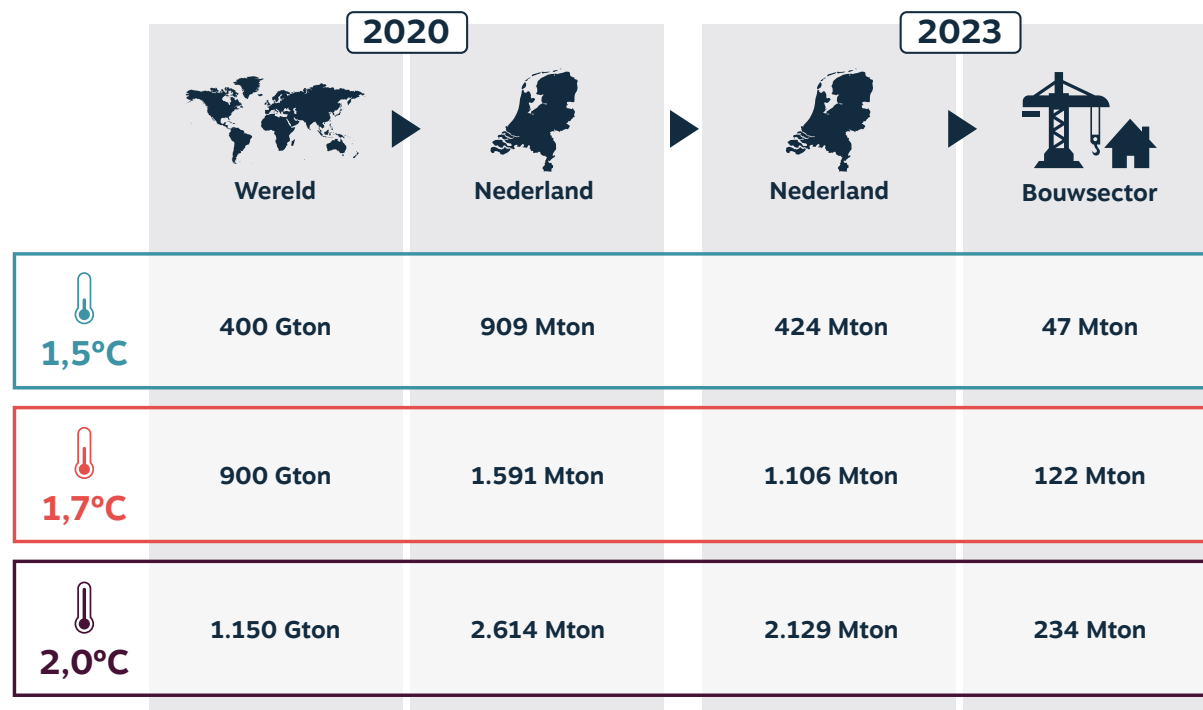 2020
2023
Wereld
Nederland
Nederland
Bouwsector
1,5°C
400 Gton
909 Mton
424 Mton
47 Mton
1,7°C
900 Gton
1.591 Mton
1.106 Mton
122 Mton
2,0°C
1.150 Gton
2.614 Mton
2.129 Mton
234 Mton